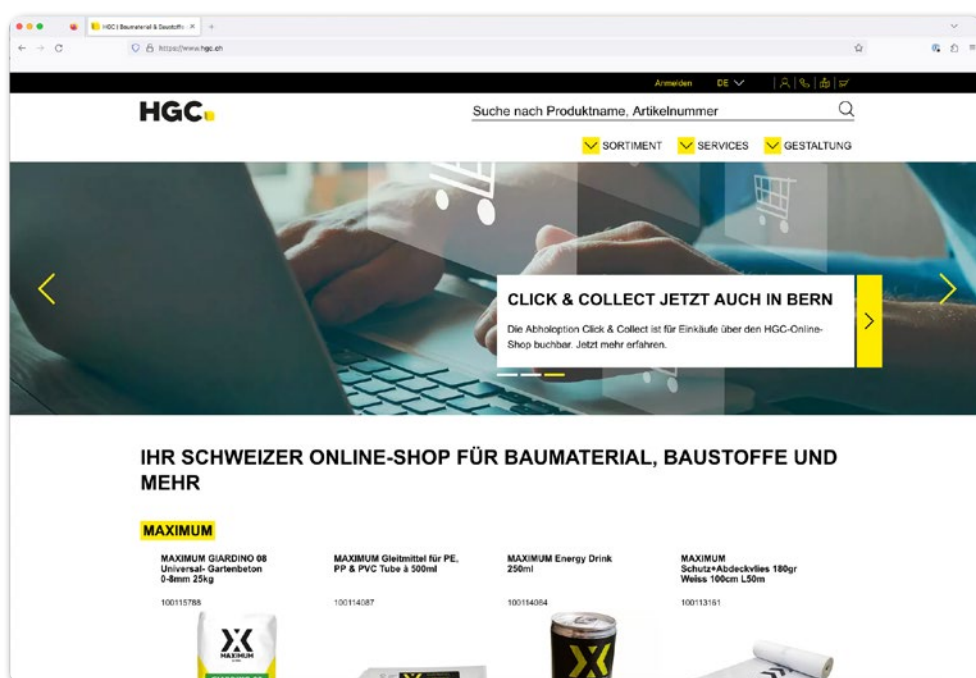 HGC | Baumaterial & Baustoffe
https://www.hgc.ch
Anmelden DE
HGC
Suche nach Produktname, Artikelnummer
SORTIMENT SERVICES GESTALTUNG
CLICK & COLLECT JETZT AUCH IN BERN
Die Abholoption Click & Collect ist für Einkäufe über den HGC-Online-
Shop buchbar. Jetzt mehr erfahren.
IHR SCHWEIZER ONLINE-SHOP FÜR BAUMATERIAL, BAUSTOFFE UND
MEHR
MAXIMUM
MAXIMUM GIARDINO 08
Universal- Gartenbeton
0-8mm 25kg
100115788
MAXIMUM Gleitmittel für PE,
PP & PVC Tube à 500ml
100114087
MAXIMUM Energy Drink
250ml
100114064
MAXIMUM
Schutz+Abdeckvlies 180gr
Weiss 100cm L50m
100113161
MAXIMUM